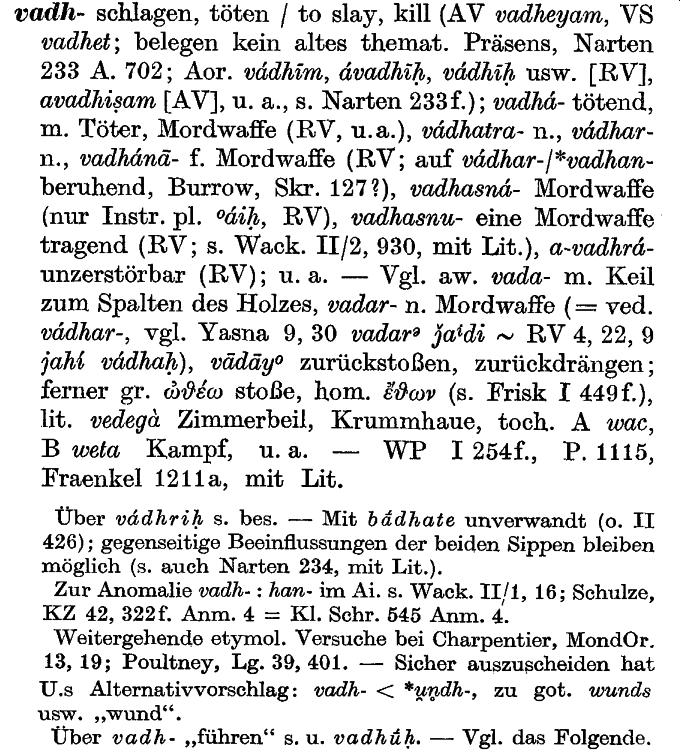 vadh- schlagen, töten / to slay, kill (AV vadheyam, VS
vadhet; belegen kein altes themat. Präsens, Narten
233 A. 702; Aor. vádhīm, ávadhīḥ, vádhīḥ usw. [RV],
avadhiṣam [AV], u. a., s. Narten 233f.); vadhá- tötend,
m. Töter, Mordwaffe (RV, u.a.), vádhatra- n., vádhar-
n., vadhánā- f. Mordwaffe (RV; auf vádhar-/*vadhan-
beruhend, Burrow, Skr. 127?), vadhasná- Mordwaffe
(nur Instr. pl. ºáiḥ, RV), vadhasnu- eine Mordwaffe
tragend (RV; s. Wack. II/2, 930, mit Lit.), a-vadhrá-
unzerstörbar (RV); u. a. — Vgl. aw. vada- m. Keil
zum Spalten des Holzes, vadar- n. Mordwaffe (= ved.
vádhar-, vgl. Yasna 9, 30 vadarᵊ ǰaⁱdi ~ RV 4, 22, 9
jahí vádhaḥ), vādāyº zurückstoßen, zurückdrängen;
ferner gr. ὠϑέω stoße, hom. ἔϑων (s. Frisk I 449f.),
lit. vedegà Zimmerbeil, Krummhaue, toch. A wac,
B weta Kampf, u. a. — WP I 254f., P. 1115,
Fraenkel 1211a, mit Lit.
Über vádhriḥ s. bes. — Mit bā́dhate unverwandt (o. II
426); gegenseitige Beeinflussungen der beiden Sippen bleiben
möglich (s. auch Narten 234, mit Lit.).
Zur Anomalie vadh- : han- im Ai. s. Wack. II/1, 16; Schulze,
KZ 42, 322f. Anm. 4 = Kl. Schr. 545 Anm. 4.
Weitergehende etymol. Versuche bei Charpentier, MondOr.
13, 19; Poultney, Lg. 39, 401. — Sicher auszuscheiden hat
U.s Alternativvorschlag: vadh- < *u̯n̥dh-, zu got. wunds
usw. „wund“.
Über vadh- „führen“ s. u. vadhū́ḥ. — Vgl. das Folgende.